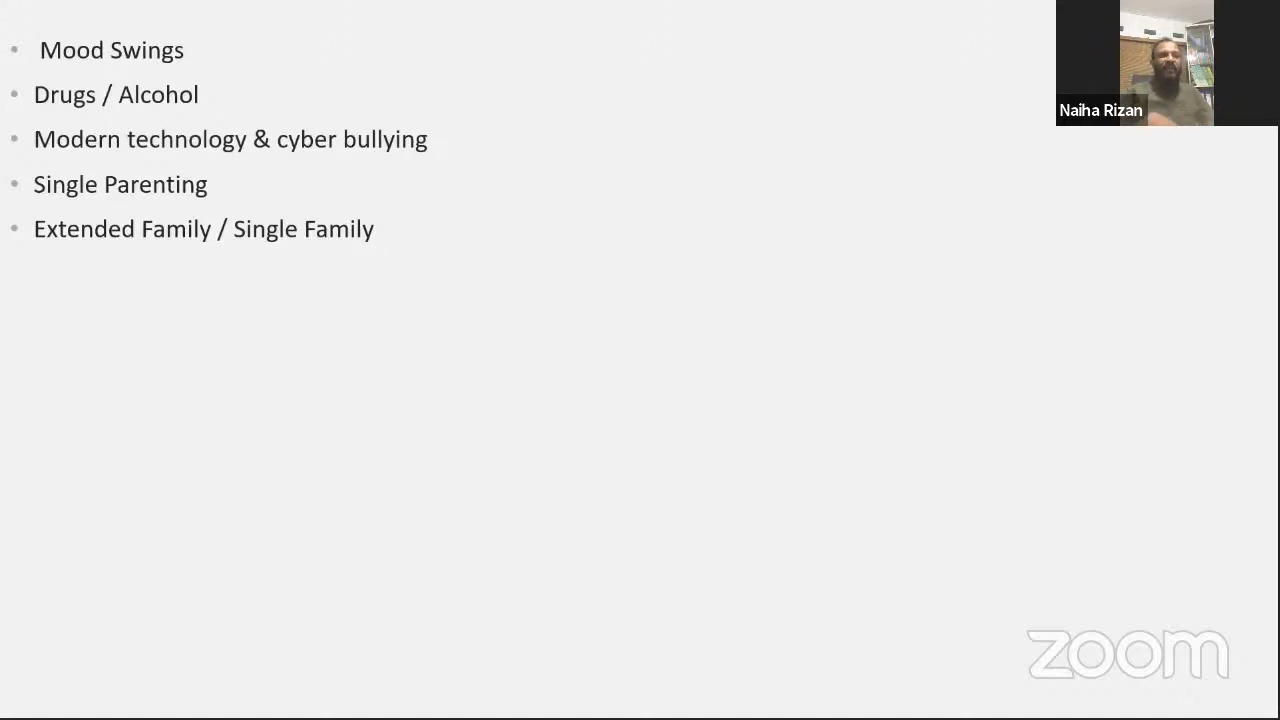 • Mood Swings
• Drugs / Alcohol
• Modern technology & cyber bullying
• Single Parenting
• Extended Family / Single Family
Naiha Rizan
zoom